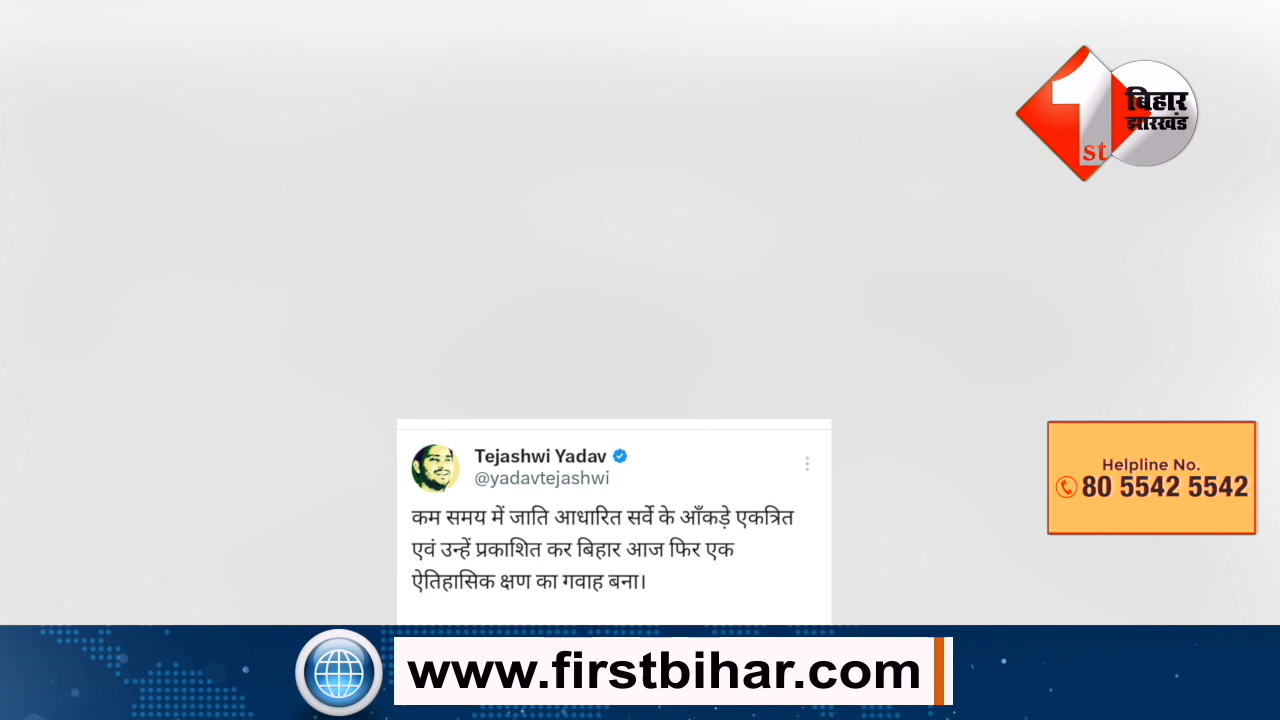 1st
बिहार
झारखंड
Tejashwi Yadav
@yadavtejashwi
कम समय में जाति आधारित सर्वे के आँकड़े एकत्रित
एवं उन्हें प्रकाशित कर बिहार आज फिर एक
ऐतिहासिक क्षण का गवाह बना।
Helpline No.
80 5542 5542
www.firstbihar.com